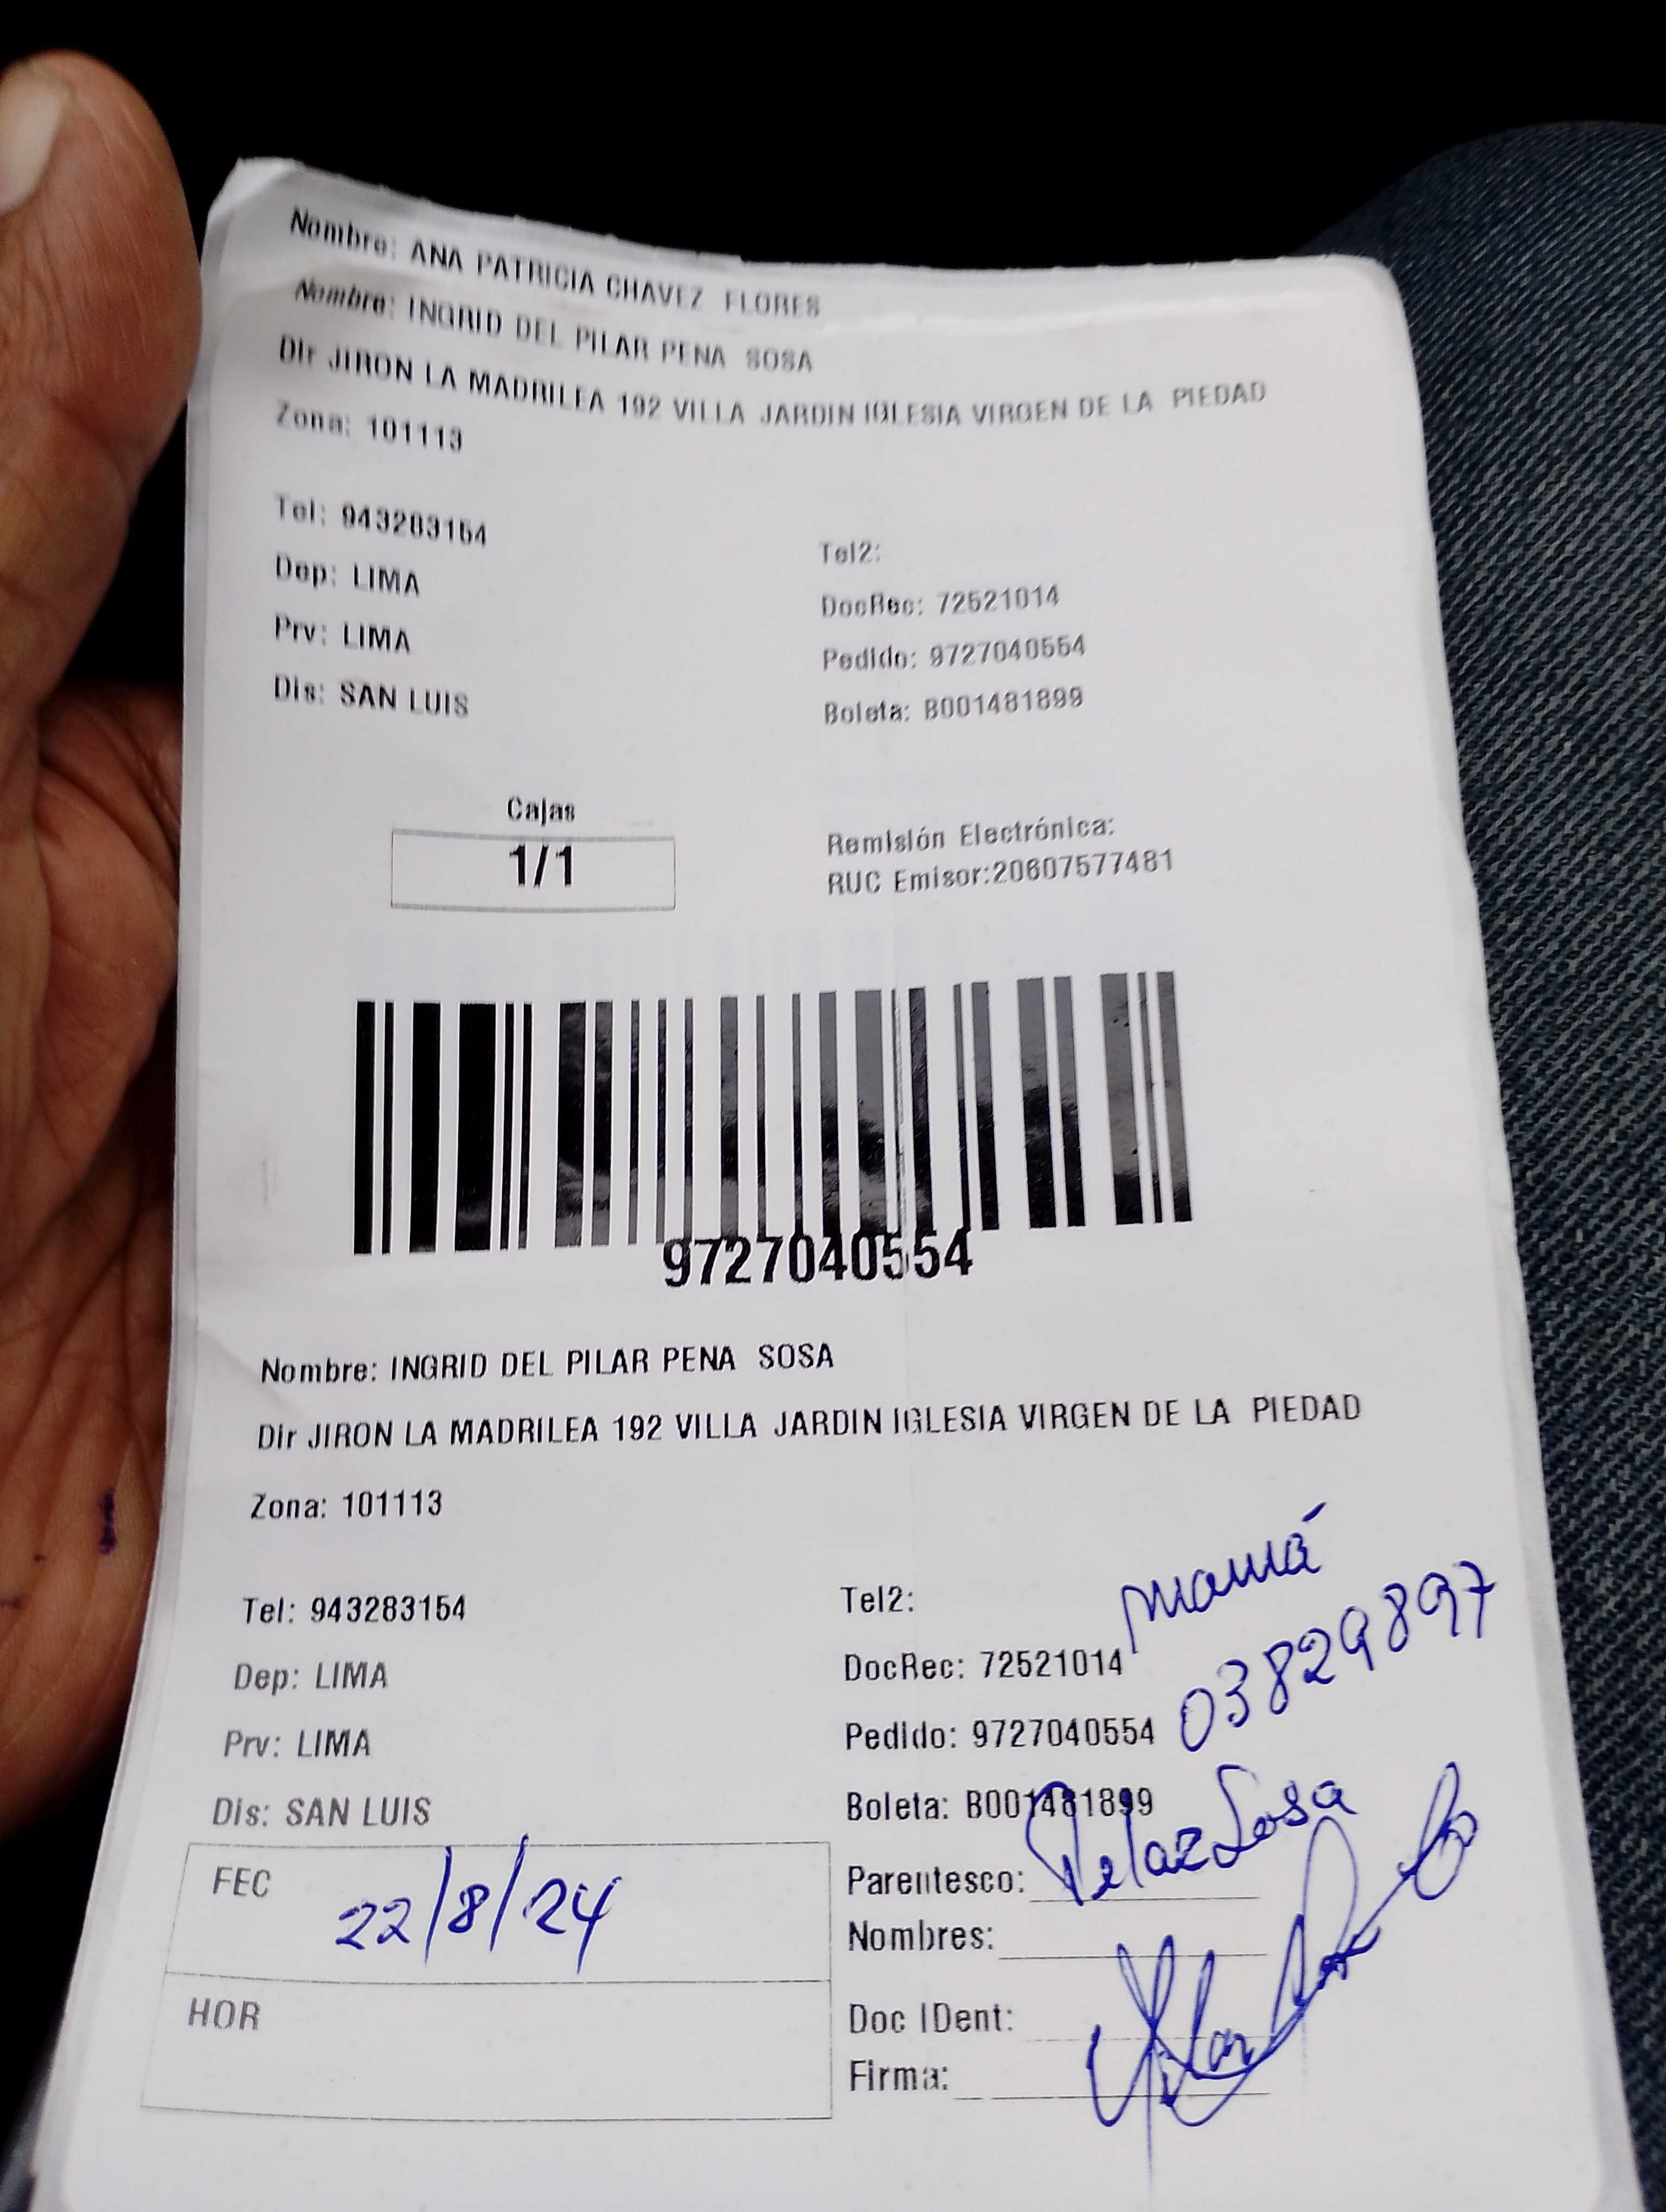 Nombre: ANA PATRICIA CHAVEZ FLORES
Nombre: INGRID DEL PILAR PENA SOSA
Dir JIRON LA MADRILEA 192 VILLA JARDIN IGLESIA VIRGEN DE LA PIEDAD
Zona: 101113
Tel: 943283154
Tel2:
Dep: LIMA
DocRec: 72521014
Prv: LIMA
Pedido: 9727040554
Dis: SAN LUIS
Boleta: B001481899
Cajas
1/1
Remisión Electrónica:
RUC Emisor:20607577481
9727040554
Nombre: INGRID DEL PILAR PENA SOSA
Dir JIRON LA MADRILEA 192 VILLA JARDIN IGLESIA VIRGEN DE LA PIEDAD
Zona: 101113
mamá
Tel: 943283154
Tel2:
Dep: LIMA
DocRec: 72521014
03829897
Prv: LIMA
Pedido: 9727040554
Dis: SAN LUIS
Boleta: B001481899
FEC 22/8/24
Parentesco: Sosa
Nombres:
HOR
Doc IDent:
Firma: